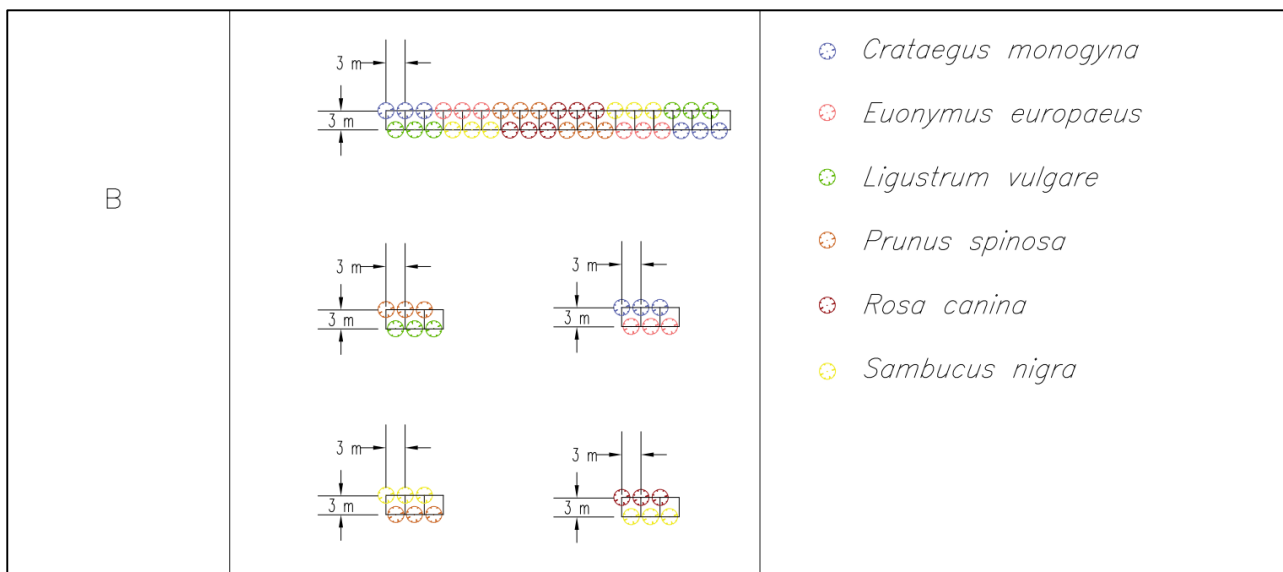 B
3 m
3 m
3 m
3 m
3 m
3 m
3 m
3 m
3 m
3 m
Crataegus monogyna
Euonymus europaeus
Ligustrum vulgare
Prunus spinosa
Rosa canina
Sambucus nigra